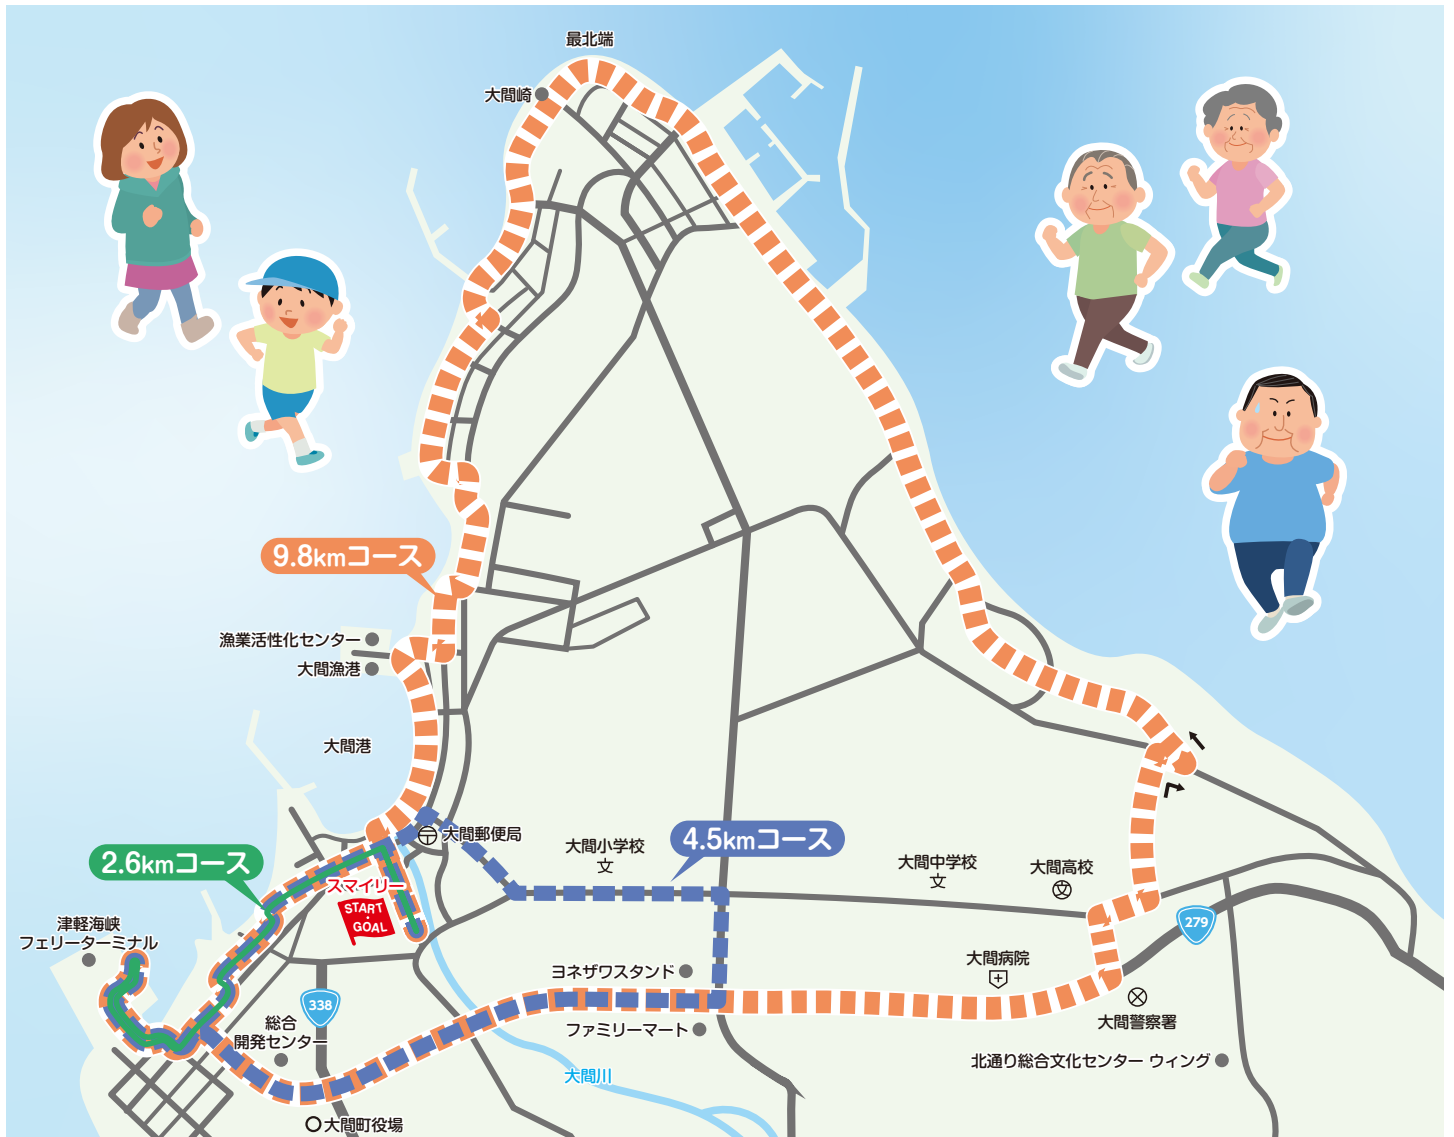 最北端
大間崎
9.8kmコース
漁業活性化センター
大間漁港
大間港
大間郵便局
大間小学校
文
4.5kmコース
大間中学校
文
大間高校
文
2.6kmコース
スマイリー
START
・
GOAL
津軽海峡
フェリーターミナル
279
ヨネザワスタンド
大間病院
338
総合
開発センター
ファミリーマート
大間警察署
北通り総合文化センター ウィング
大間川
大間町役場